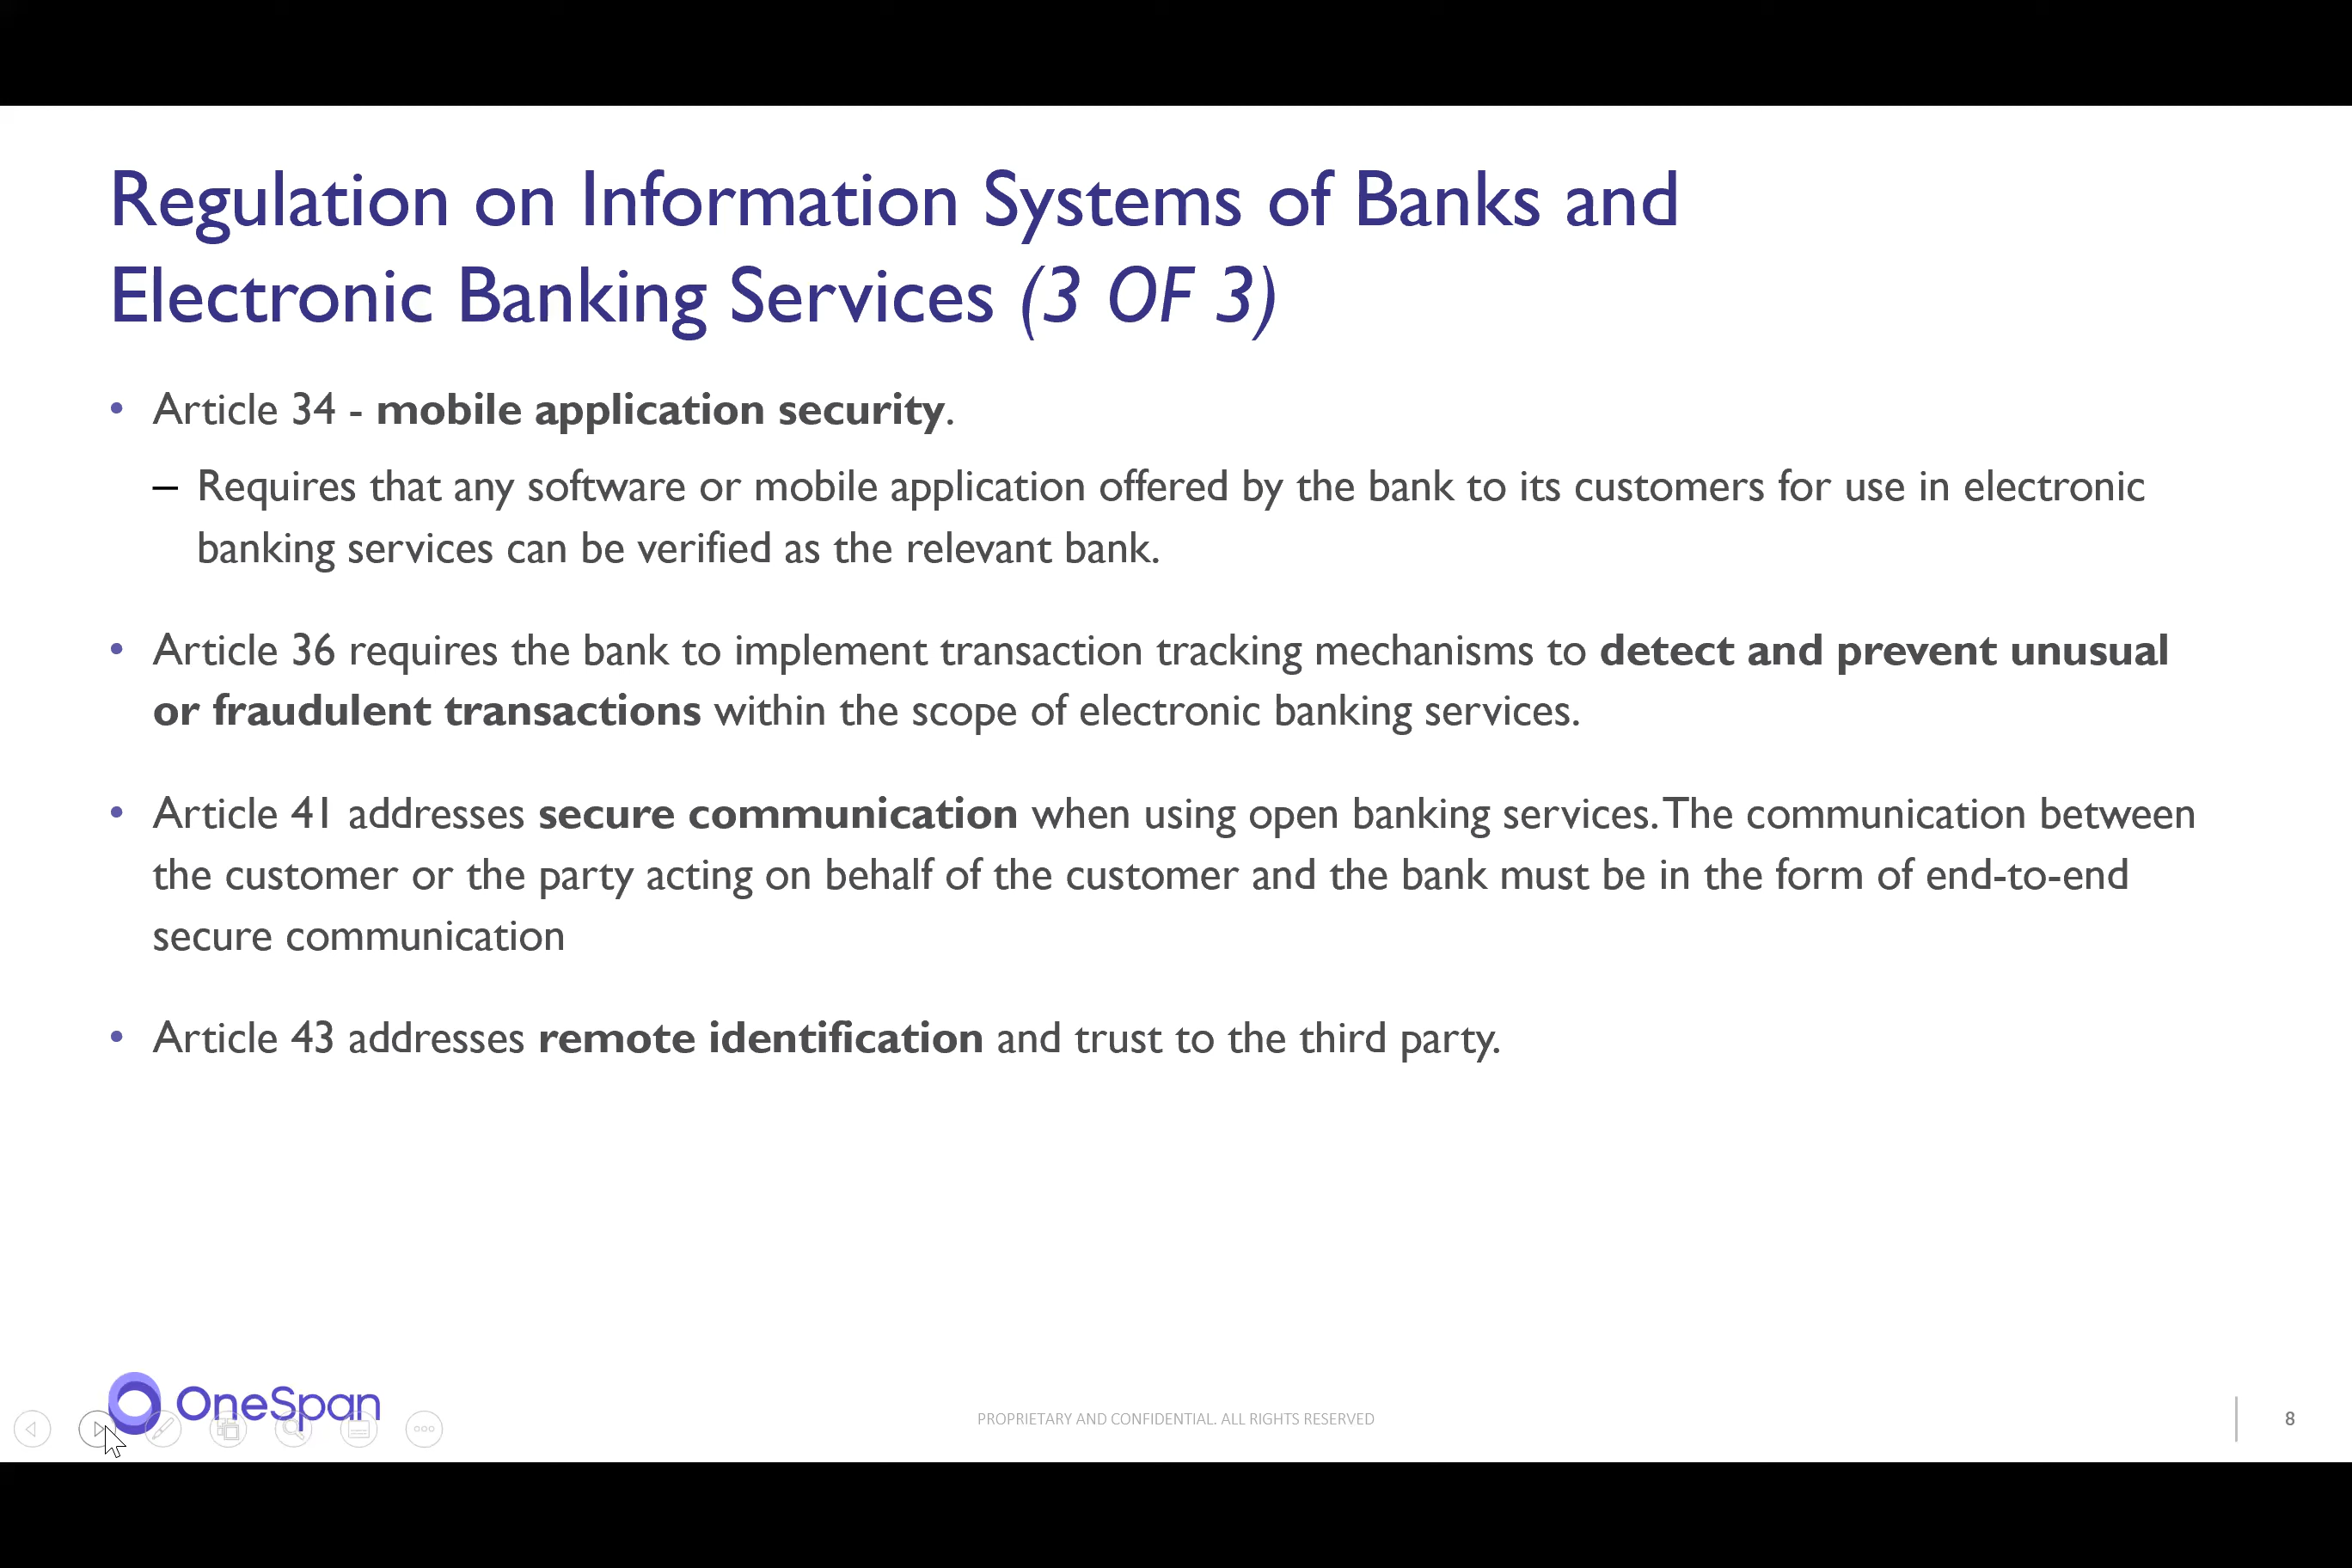 Regulation on Information Systems of Banks and
Electronic Banking Services (3 OF 3)
• Article 34 - mobile application security.
– Requires that any software or mobile application offered by the bank to its customers for use in electronic
banking services can be verified as the relevant bank.
• Article 36 requires the bank to implement transaction tracking mechanisms to detect and prevent unusual
or fraudulent transactions within the scope of electronic banking services.
• Article 41 addresses secure communication when using open banking services. The communication between
the customer or the party acting on behalf of the customer and the bank must be in the form of end-to-end
secure communication
• Article 43 addresses remote identification and trust to the third party.
OneSpan
PROPRIETARY AND CONFIDENTIAL. ALL RIGHTS RESERVED
8